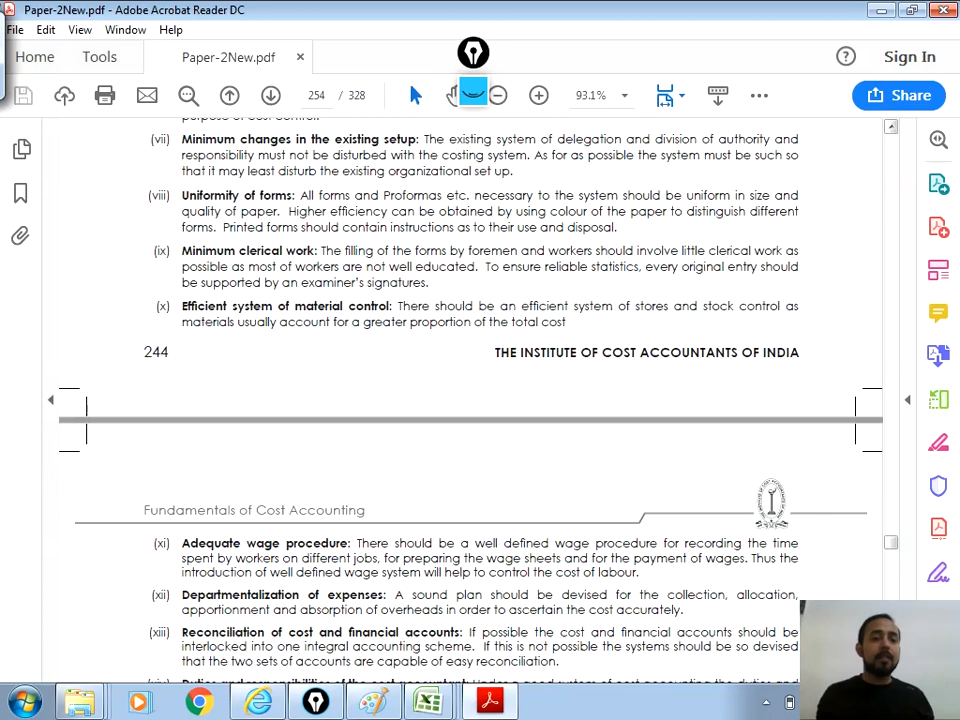 Paper-2New.pdf - Adobe Acrobat Reader DC
File Edit View Window Help
Home Tools Paper-2New.pdf × Sign In
254 / 328 93.1% Share
purpose of cost control.
(vii) Minimum changes in the existing setup: The existing system of delegation and division of authority and
responsibility must not be disturbed with the costing system. As for as possible the system must be such so
that it may least disturb the existing organizational set up.
(viii) Uniformity of forms: All forms and Proformas etc. necessary to the system should be uniform in size and
quality of paper. Higher efficiency can be obtained by using colour of the paper to distinguish different
forms. Printed forms should contain instructions as to their use and disposal.
(ix) Minimum clerical work: The filling of the forms by foremen and workers should involve little clerical work as
possible as most of workers are not well educated. To ensure reliable statistics, every original entry should
be supported by an examiner's signatures.
(x) Efficient system of material control: There should be an efficient system of stores and stock control as
materials usually account for a greater proportion of the total cost
244 THE INSTITUTE OF COST ACCOUNTANTS OF INDIA
Fundamentals of Cost Accounting
(xi) Adequate wage procedure: There should be a well defined wage procedure for recording the time
spent by workers on different jobs, for preparing the wage sheets and for the payment of wages. Thus the
introduction of well defined wage system will help to control the cost of labour.
(xii) Departmentalization of expenses: A sound plan should be devised for the collection, allocation,
apportionment and absorption of overheads in order to ascertain the cost accurately.
(xiii) Reconciliation of cost and financial accounts: If possible the cost and financial accounts should be
interlocked into one integral accounting scheme. If this is not possible the systems should be so devised
that the two sets of accounts are capable of easy reconciliation.